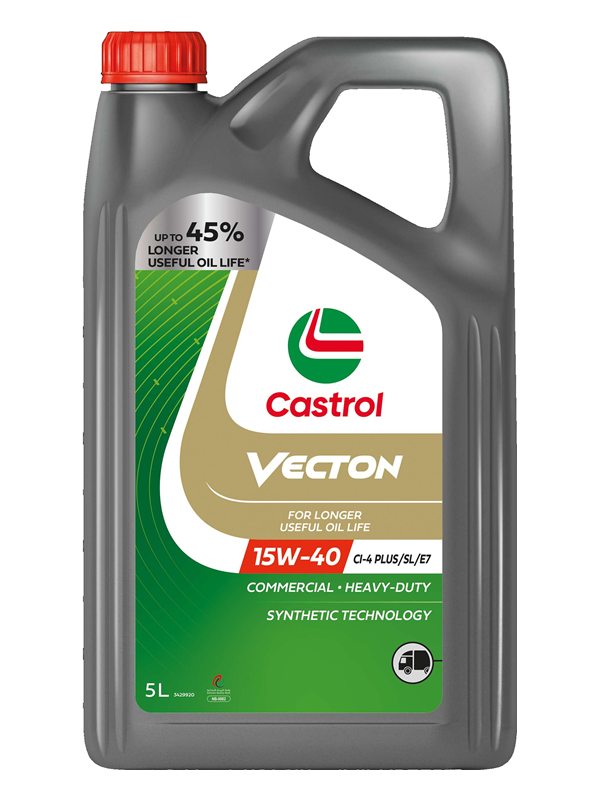 UP TO 45%
LONGER
USEFUL OIL LIFE*
Castrol
VECTON
FOR LONGER
USEFUL OIL LIFE
15W-40 CI-4 PLUS/SL/E7
COMMERCIAL • HEAVY-DUTY
SYNTHETIC TECHNOLOGY
5L 3429920